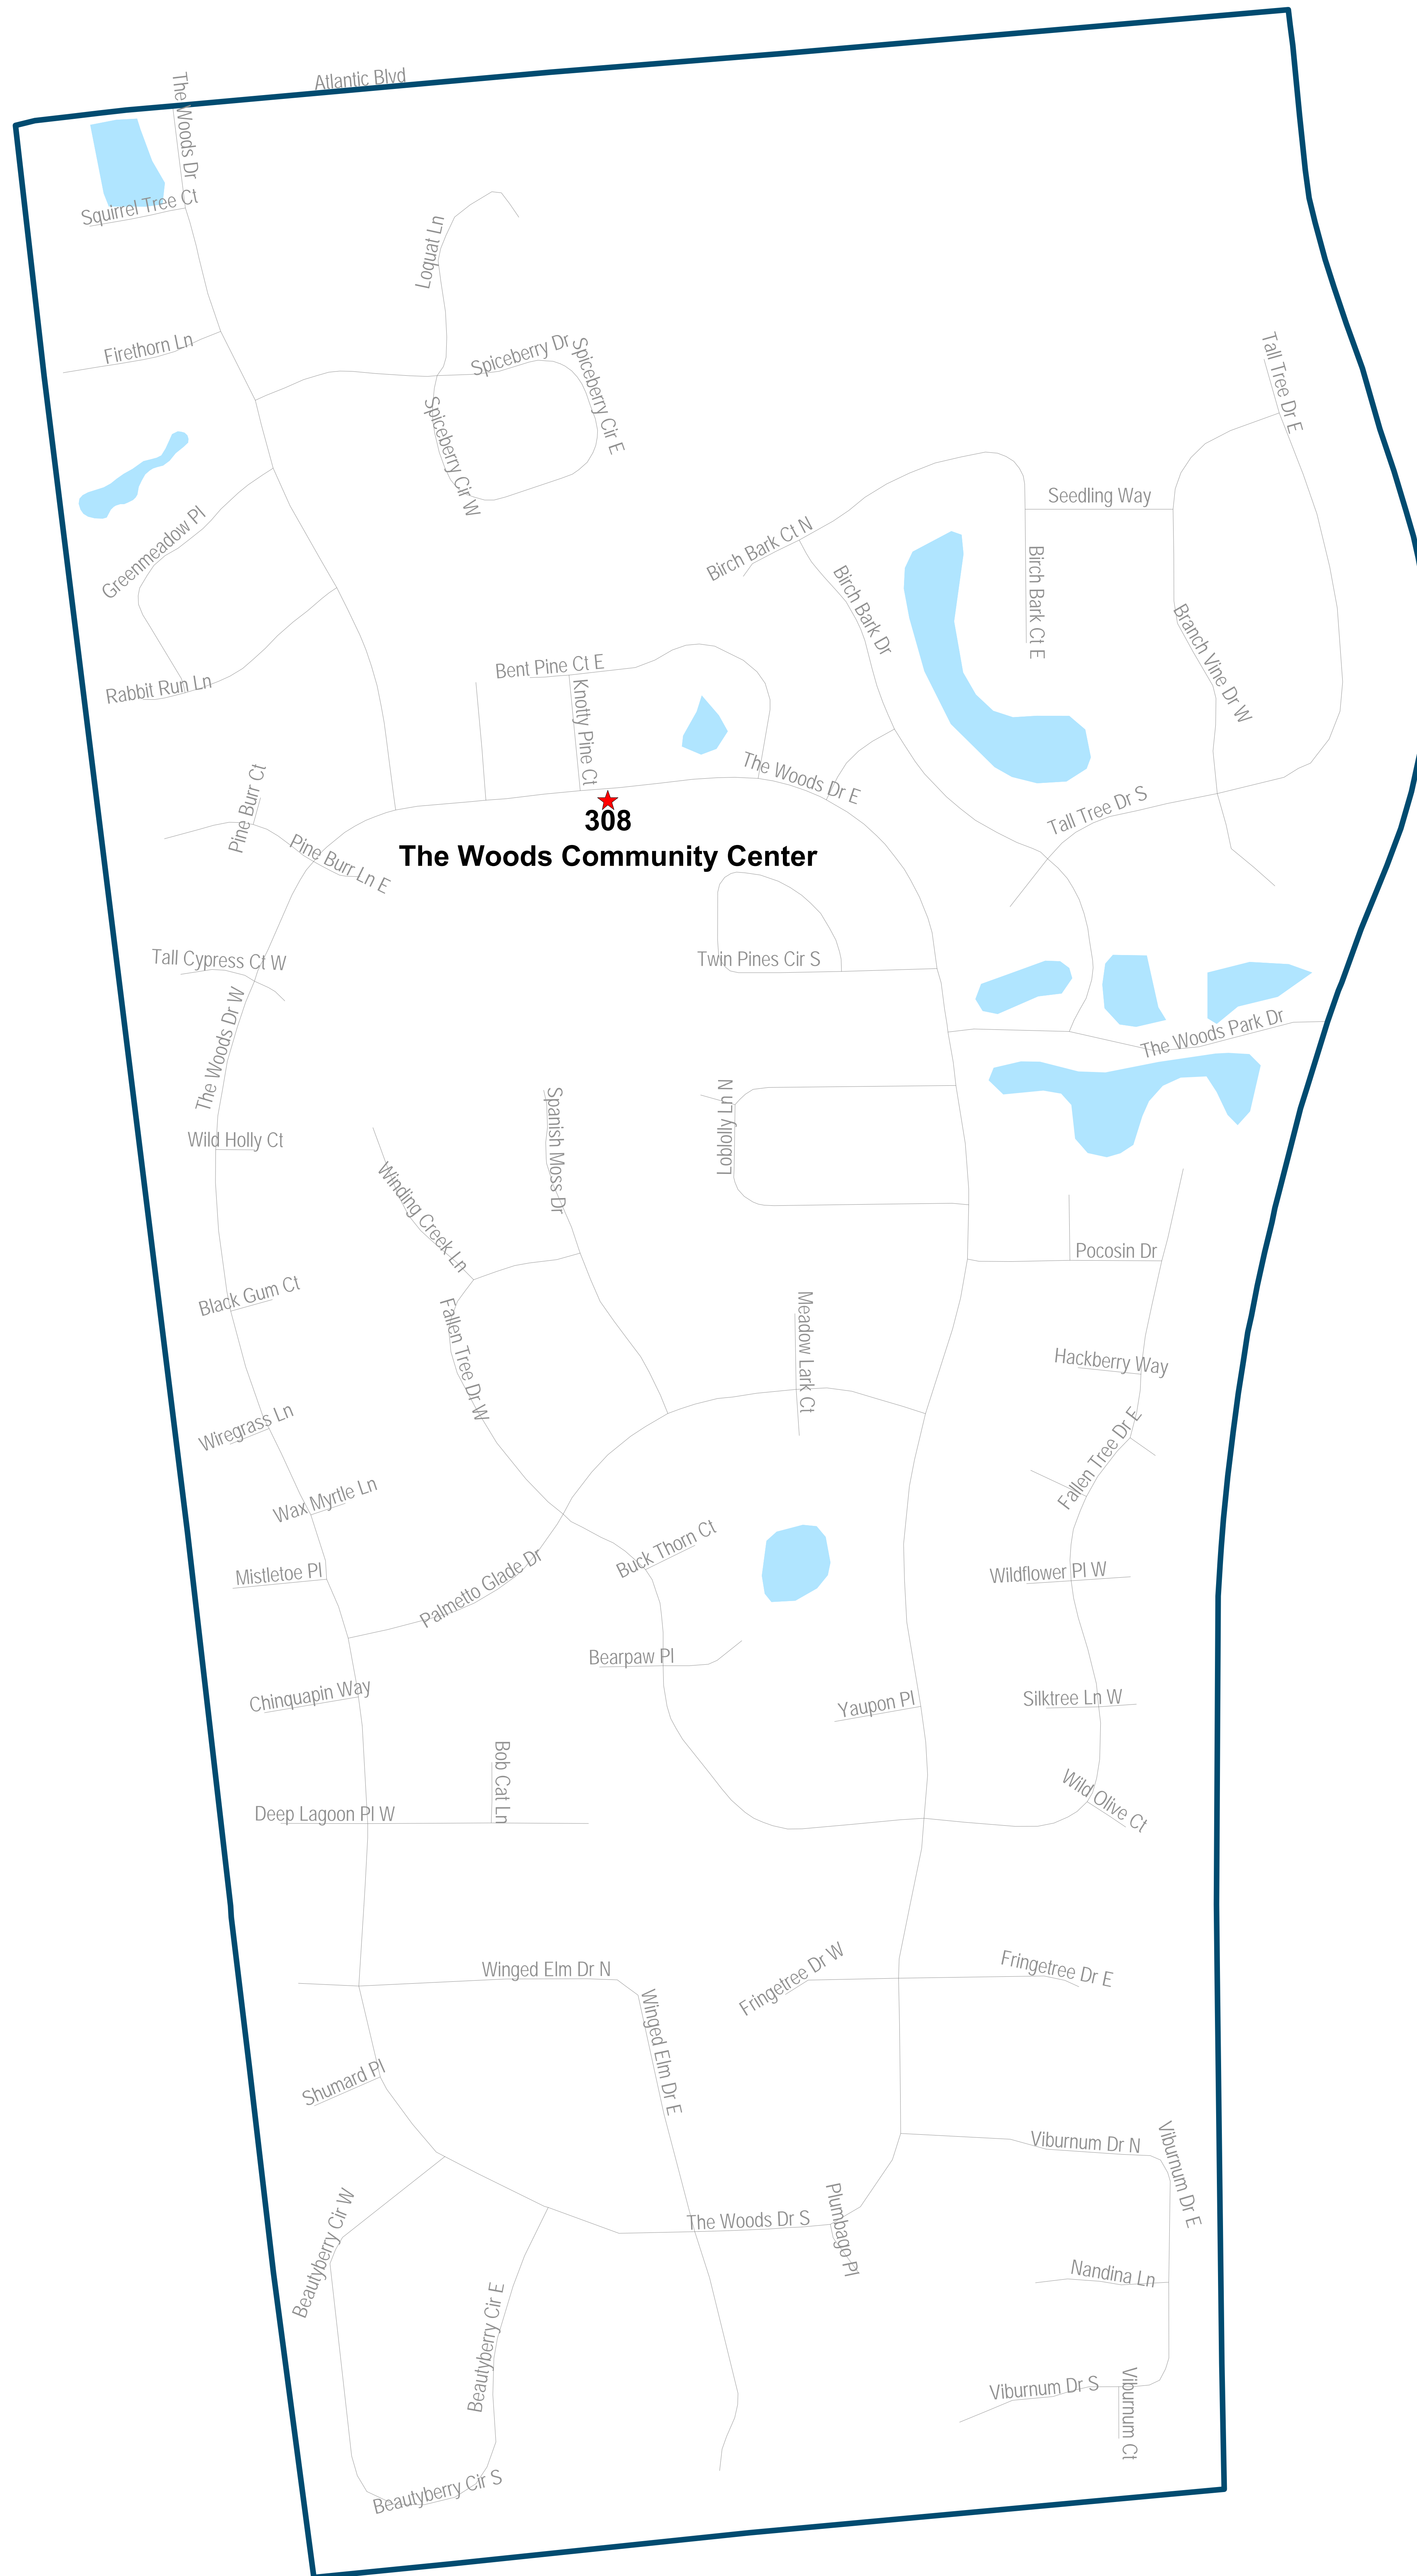 Atlantic Blvd
The Woods Dr
Squirrel Tree Ct
Loquat Ln
Firethorn Ln
Spiceberry Dr
Spiceberry Cir E
Spiceberry Cir W
Tall Tree Dr E
Seedling Way
Greenmeadow Pl
Birch Bark Ct N
Birch Bark Dr
Birch Bark Ct E
Branch Vine Dr W
Rabbit Run Ln
Bent Pine Ct E
Knotty Pine Ct
The Woods Dr E
Tall Tree Dr S
Pine Burr Ct
Pine Burr Ln E
308
The Woods Community Center
Tall Cypress Ct W
Twin Pines Cir S
The Woods Dr W
The Woods Park Dr
Wild Holly Ct
Spanish Moss Dr
Loblolly Ln N
Winding Creek Ln
Pocosin Dr
Black Gum Ct
Fallen Tree Dr W
Meadow Lark Ct
Hackberry Way
Wiregrass Ln
Fallen Tree Dr E
Wax Myrtle Ln
Mistletoe Pl
Palmetto Glade Dr
Buck Thorn Ct
Wildflower Pl W
Bearpaw Pl
Chinquapin Way
Yaupon Pl
Silktree Ln W
Bob Cat Ln
Deep Lagoon Pl W
Wild Olive Ct
Winged Elm Dr N
Fringetree Dr W
Fringetree Dr E
Winged Elm Dr E
Shumard Pl
Viburnum Dr N
Viburnum Dr E
Beautyberry Cir W
The Woods Dr S
Plumbago Pl
Nandina Ln
Beautyberry Cir E
Viburnum Dr S
Viburnum Ct
Beautyberry Cir S